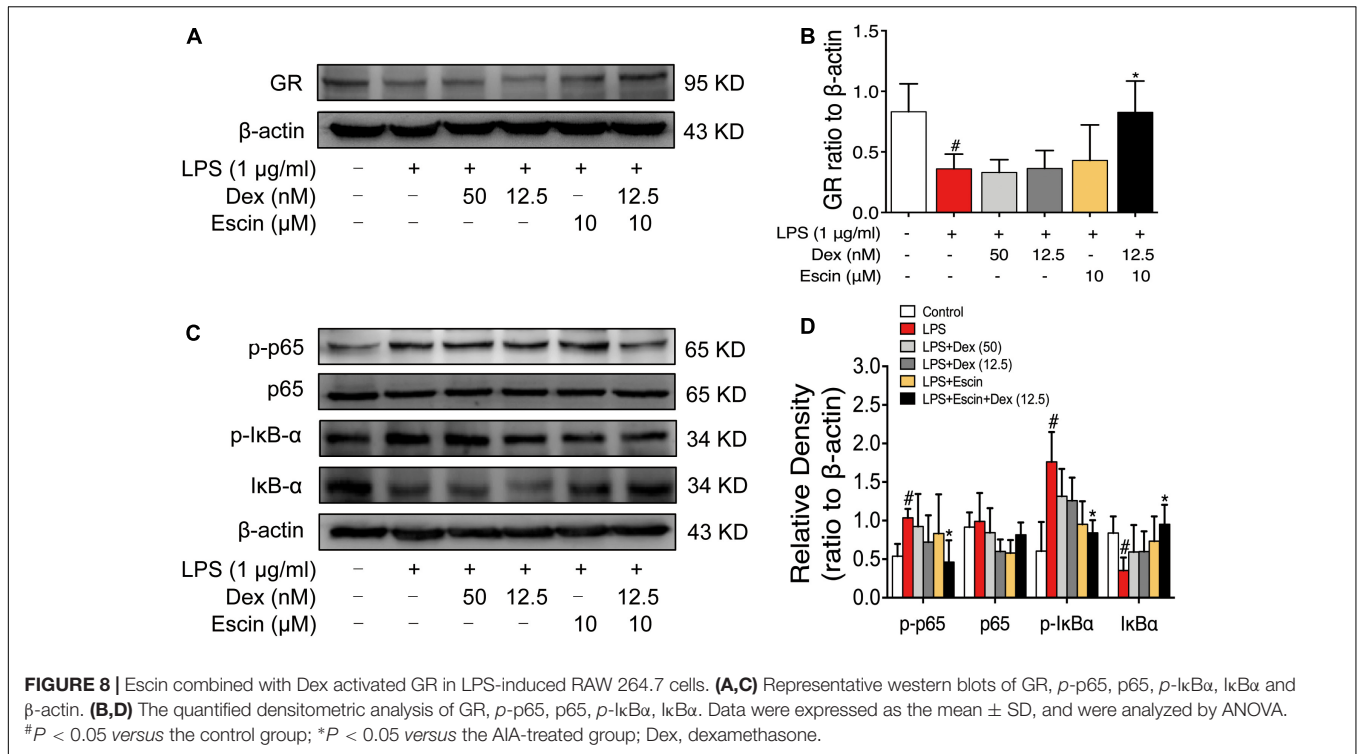 A
GR
95 KD
β-actin
43 KD
LPS (1 μg/ml) – + + + + +
Dex (nM) – – 50 12.5 – 12.5
Escin (μM) – – – – 10 10
B
GR ratio to β-actin
1.5
1.0
0.5
0.0
#
*
LPS (1 μg/ml) - + + + + +
Dex (nM) - - 50 12.5 - 12.5
Escin (μM) - - - - 10 10
C
p-p65
65 KD
p65
65 KD
p-IκB-α
34 KD
IκB-α
34 KD
β-actin
43 KD
LPS (1 μg/ml) – + + + + +
Dex (nM) – – 50 12.5 – 12.5
Escin (μM) – – – – 10 10
D
Control
LPS
LPS+Dex (50)
LPS+Dex (12.5)
LPS+Escin
LPS+Escin+Dex (12.5)
Relative Density
(ratio to β-actin)
3.0
2.5
2.0
1.5
1.0
0.5
0.0
#
*
#
*
#
*
p-p65 p65 p-IκBα IκBα
FIGURE 8 | Escin combined with Dex activated GR in LPS-induced RAW 264.7 cells. (A,C) Representative western blots of GR, p-p65, p65, p-IκBα, IκBα and
β-actin. (B,D) The quantified densitometric analysis of GR, p-p65, p65, p-IκBα, IκBα. Data were expressed as the mean ± SD, and were analyzed by ANOVA.
#P < 0.05 versus the control group; *P < 0.05 versus the AIA-treated group; Dex, dexamethasone.